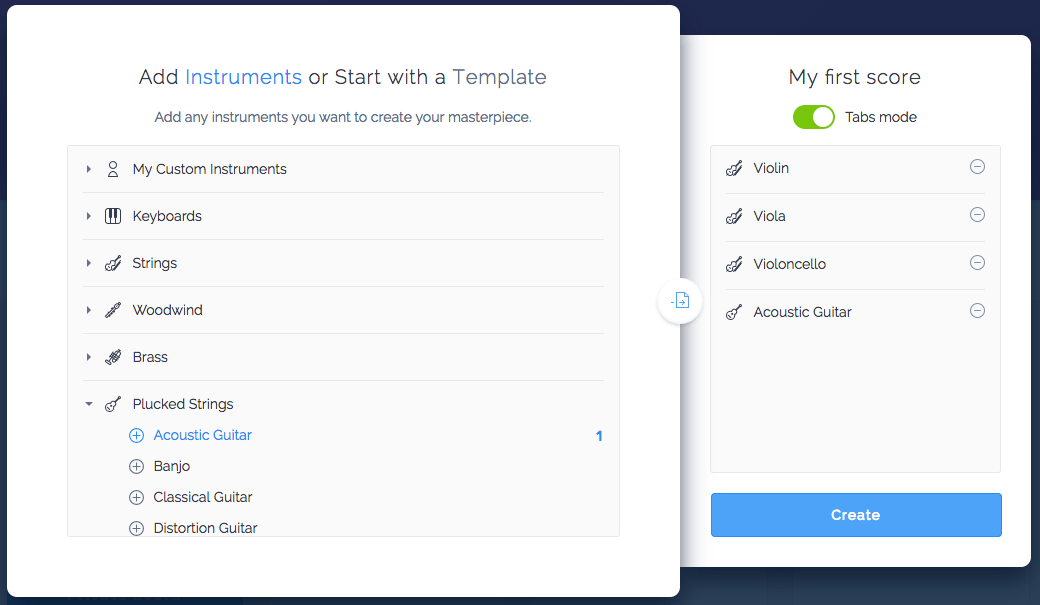 Add Instruments or Start with a Template
Add any instruments you want to create your masterpiece.
My Custom Instruments
Keyboards
Strings
Woodwind
Brass
Plucked Strings
Acoustic Guitar 1
Banjo
Classical Guitar
Distortion Guitar
My first score
Tabs mode
Violin
Viola
Violoncello
Acoustic Guitar
Create